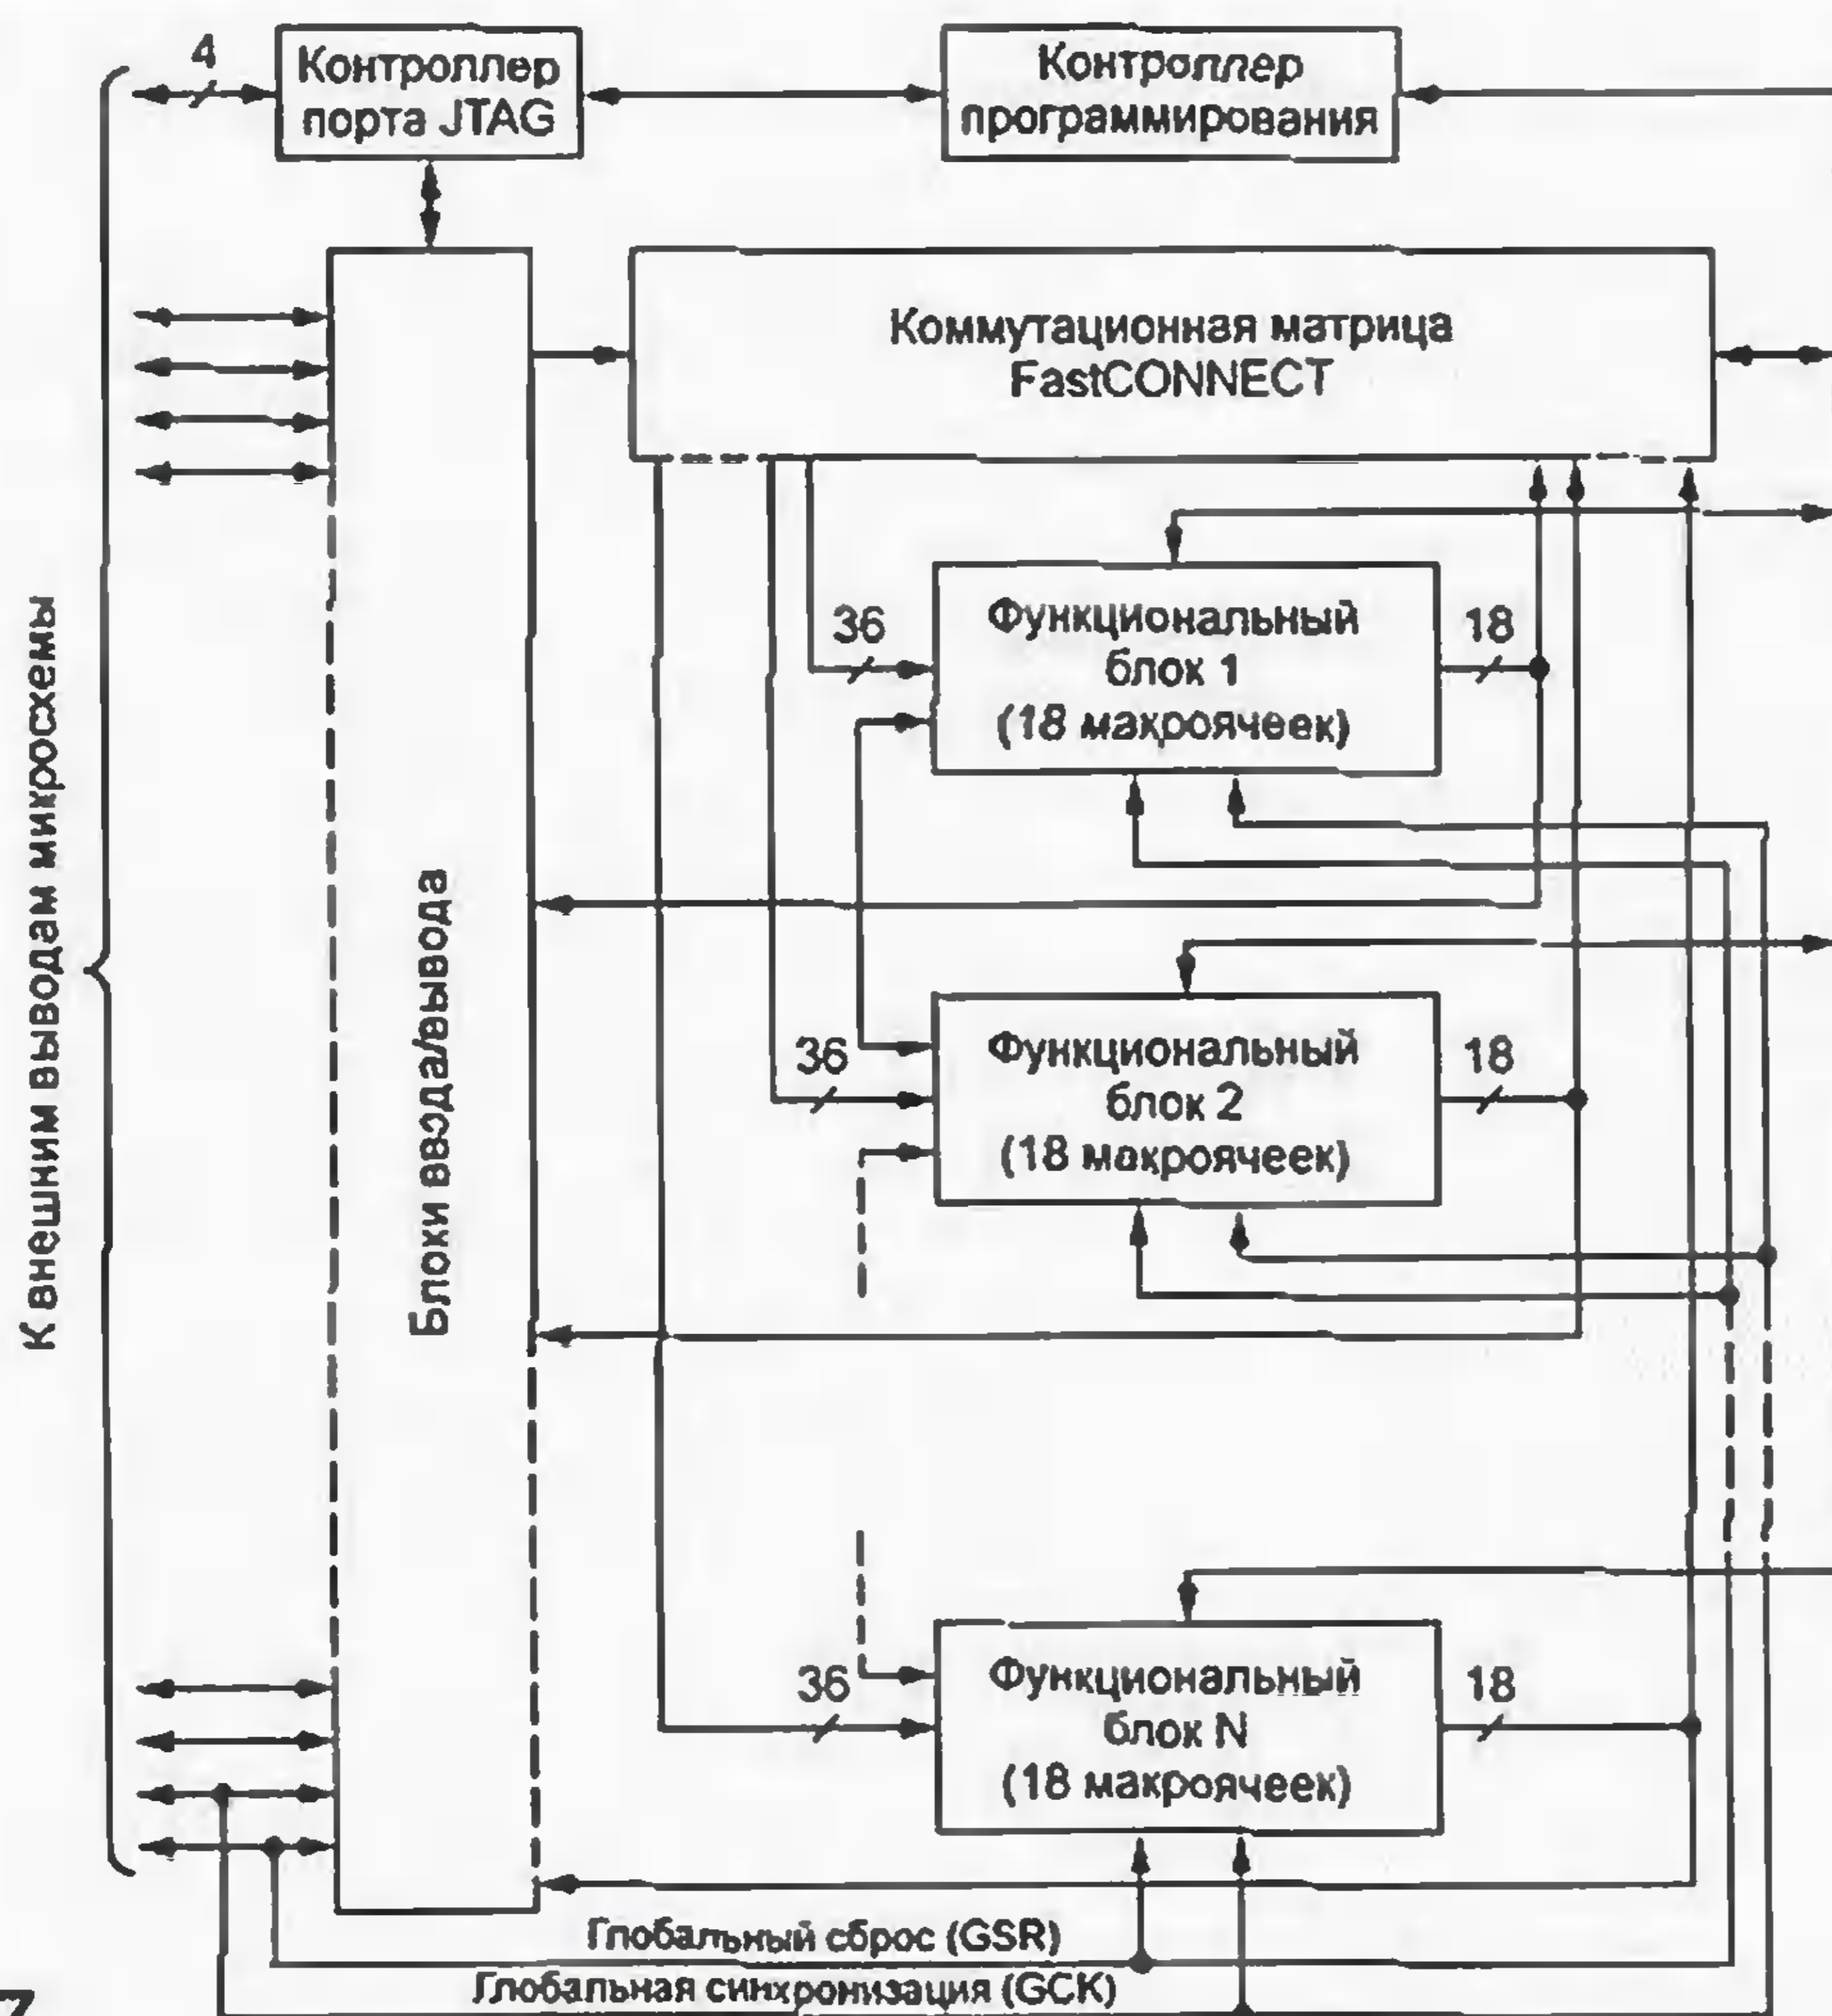 4
Контроллер
порта JTAG
Контроллер
программирования
Коммутационная матрица
FastCONNECT
К внешним выводам микросхемы
Блоки ввода/вывода
36
Функциональный
блок 1
(18 макроячеек)
18
36
Функциональный
блок 2
(18 макроячеек)
18
36
Функциональный
блок N
(18 макроячеек)
18
Глобальный сброс (GSR)
Глобальная синхронизация (GCK)